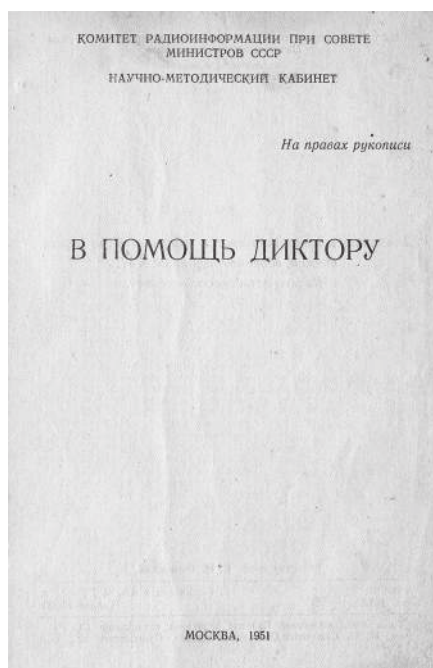 КОМИТЕТ РАДИОИНФОРМАЦИИ ПРИ СОВЕТЕ
МИНИСТРОВ СССР
НАУЧНО-МЕТОДИЧЕСКИЙ КАБИНЕТ
На правах рукописи
В ПОМОЩЬ ДИКТОРУ
МОСКВА, 1951